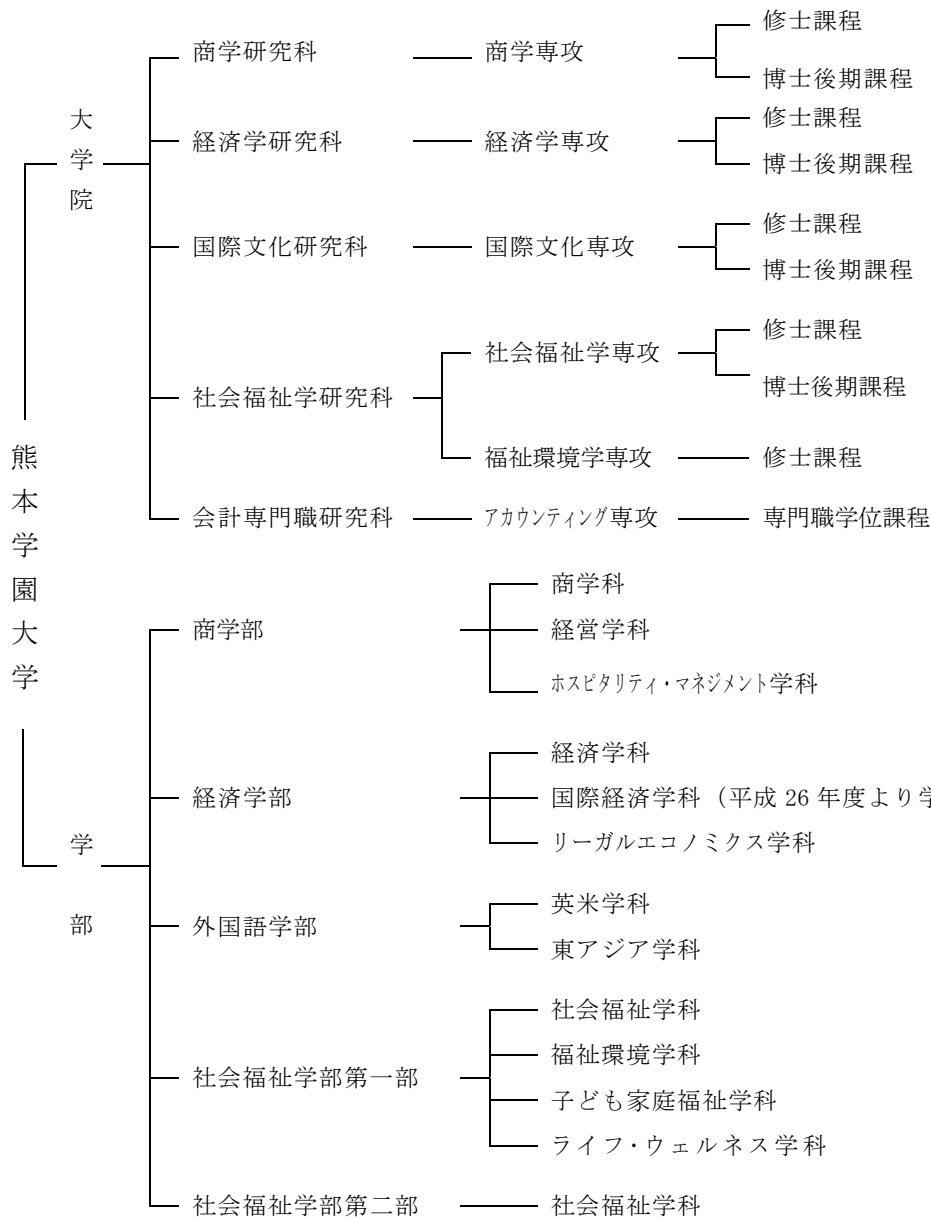 熊本学園大学
大学院
商学研究科 商学専攻 修士課程
博士後期課程
経済学研究科 経済学専攻 修士課程
博士後期課程
国際文化研究科 国際文化専攻 修士課程
博士後期課程
社会福祉学研究科 社会福祉学専攻 修士課程
博士後期課程
福祉環境学専攻 修士課程
会計専門職研究科 アカウンティング専攻 専門職学位課程
学部
商学部 商学科
経営学科
ホスピタリティ・マネジメント学科
経済学部 経済学科
国際経済学科（平成 26 年度より学
リーガルエコノミクス学科
外国語学部 英米学科
東アジア学科
社会福祉学部第一部 社会福祉学科
福祉環境学科
子ども家庭福祉学科
ライフ・ウェルネス学科
社会福祉学部第二部 社会福祉学科